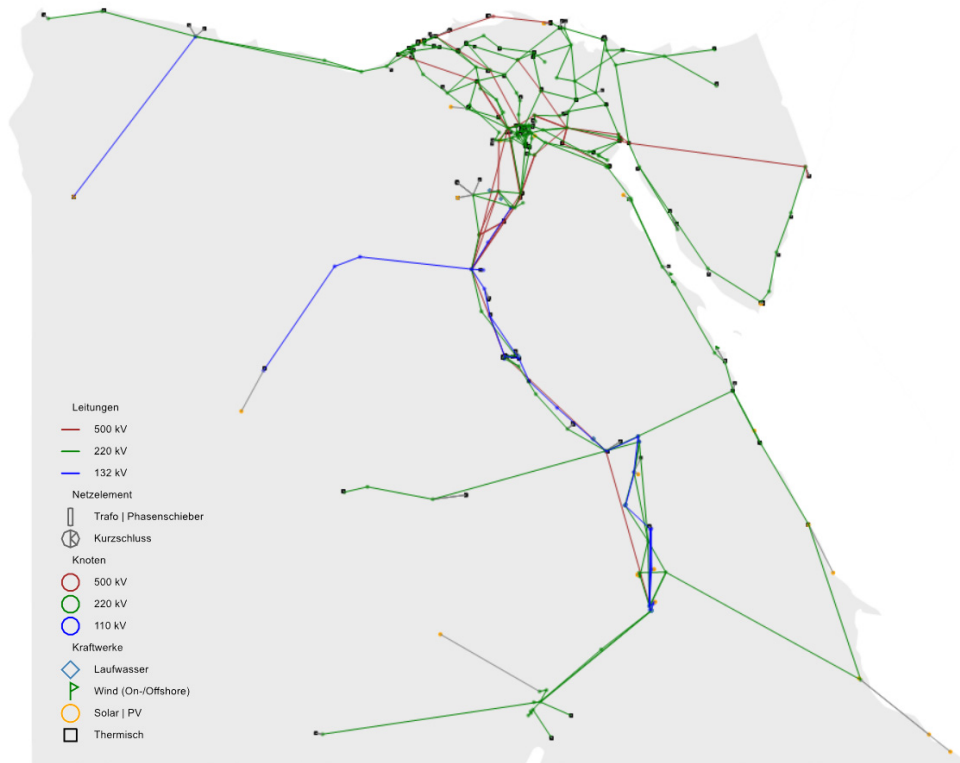 Leitungen
500 kV
220 kV
132 kV
Netzelement
Trafo | Phasenschieber
Kurzschluss
Knoten
500 kV
220 kV
110 kV
Kraftwerke
Laufwasser
Wind (On-/Offshore)
Solar | PV
Thermisch